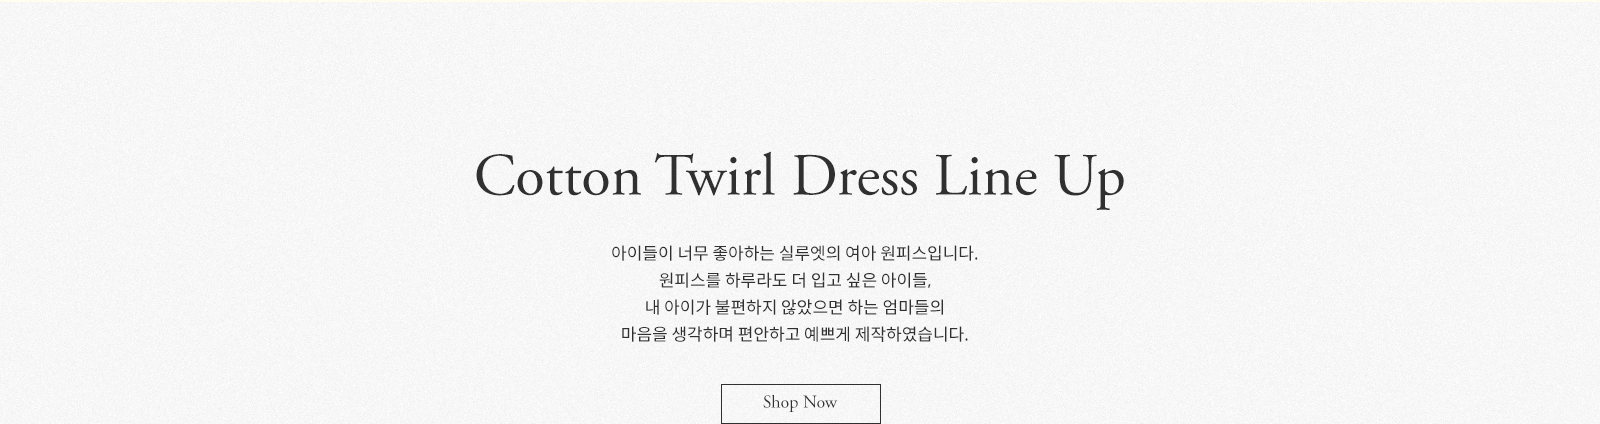 Cotton Twirl Dress Line Up
아이들이 너무 좋아하는 실루엣의 여아 원피스입니다.
원피스를 하루라도 더 입고 싶은 아이들,
내 아이가 불편하지 않았으면 하는 엄마들의
마음을 생각하며 편안하고 예쁘게 제작하였습니다.
Shop Now